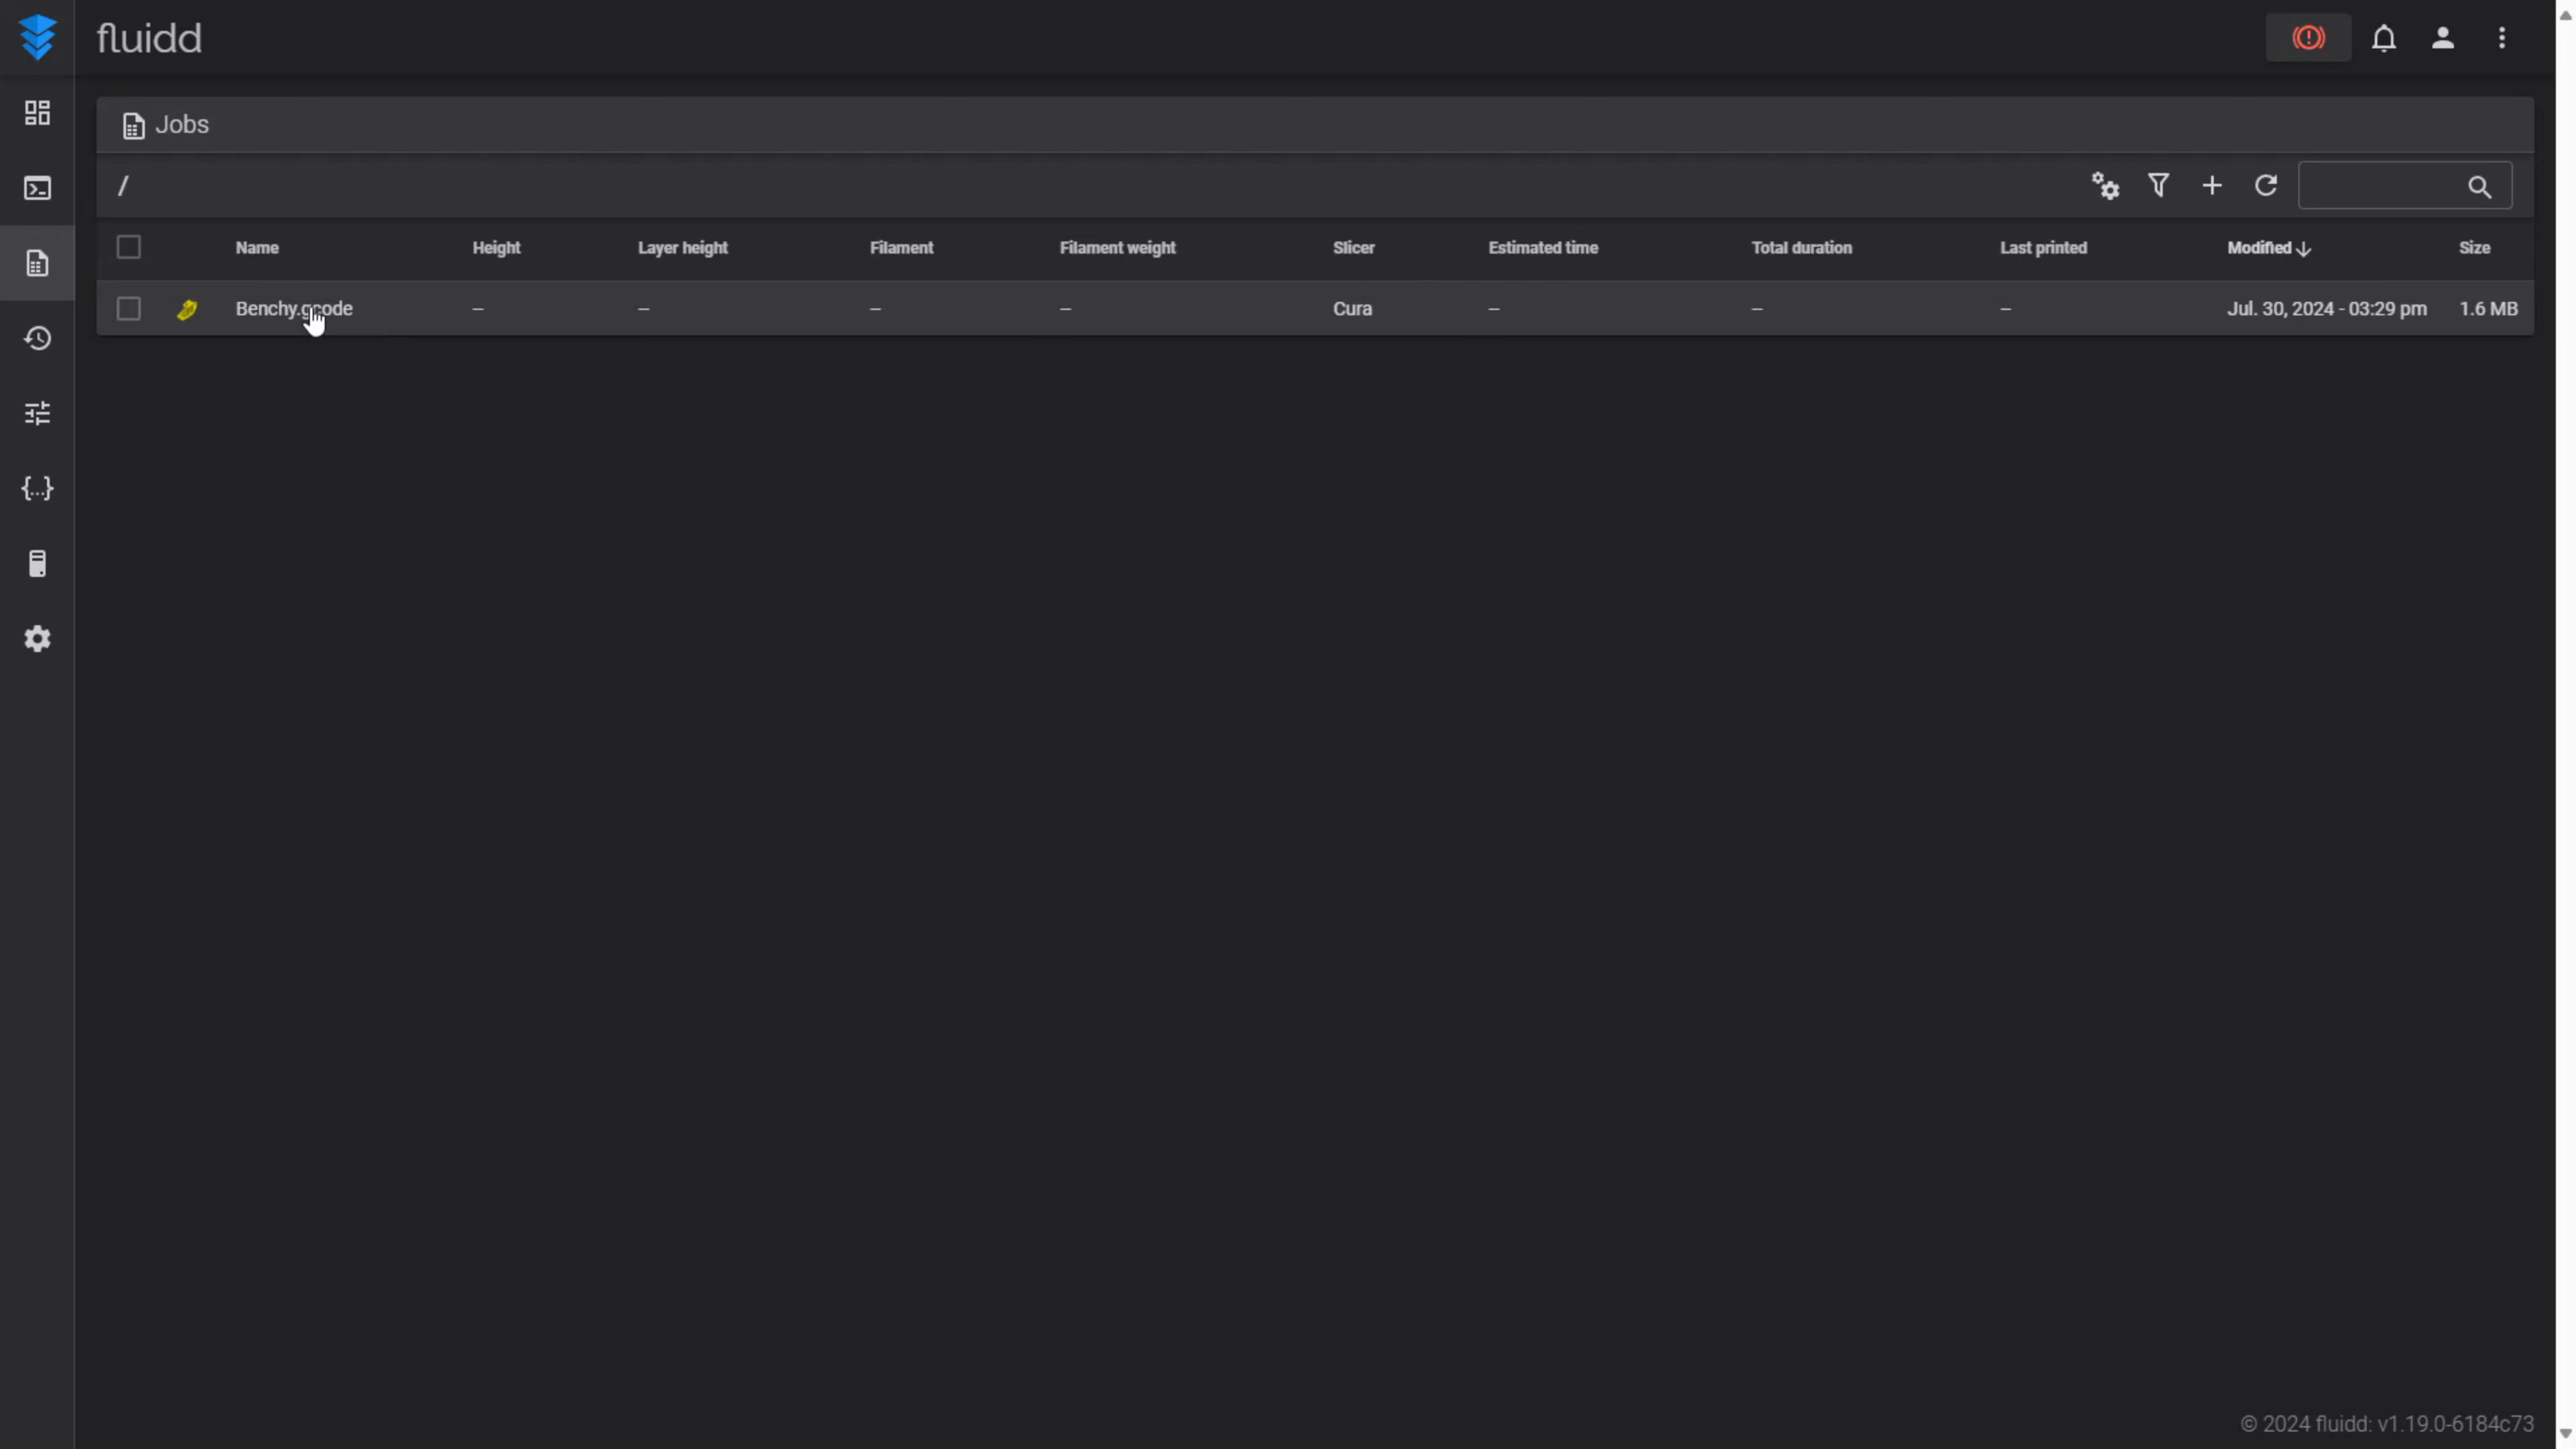 fluidd
Jobs
/
Name Height Layer height Filament Filament weight Slicer Estimated time Total duration Last printed Modified Size
Benchy.gcode – – – – Cura – – – Jul. 30, 2024 - 03:29 pm 1.6 MB
© 2024 fluidd: v1.19.0-6184c73